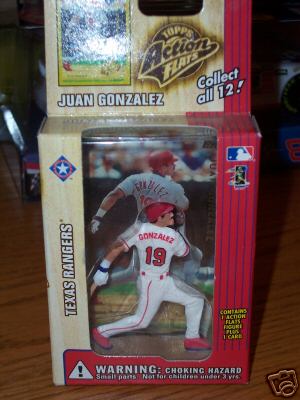 TOPPS
Action
FLATS
JUAN GONZALEZ
Collect
all 12!
TEXAS RANGERS
GONZALEZ
GONZALEZ
19
CONTAINS
1 ACTION
FLATS
FIGURE
PLUS
1 CARD
WARNING: CHOKING HAZARD
Small parts. Not for children under 3 yrs.